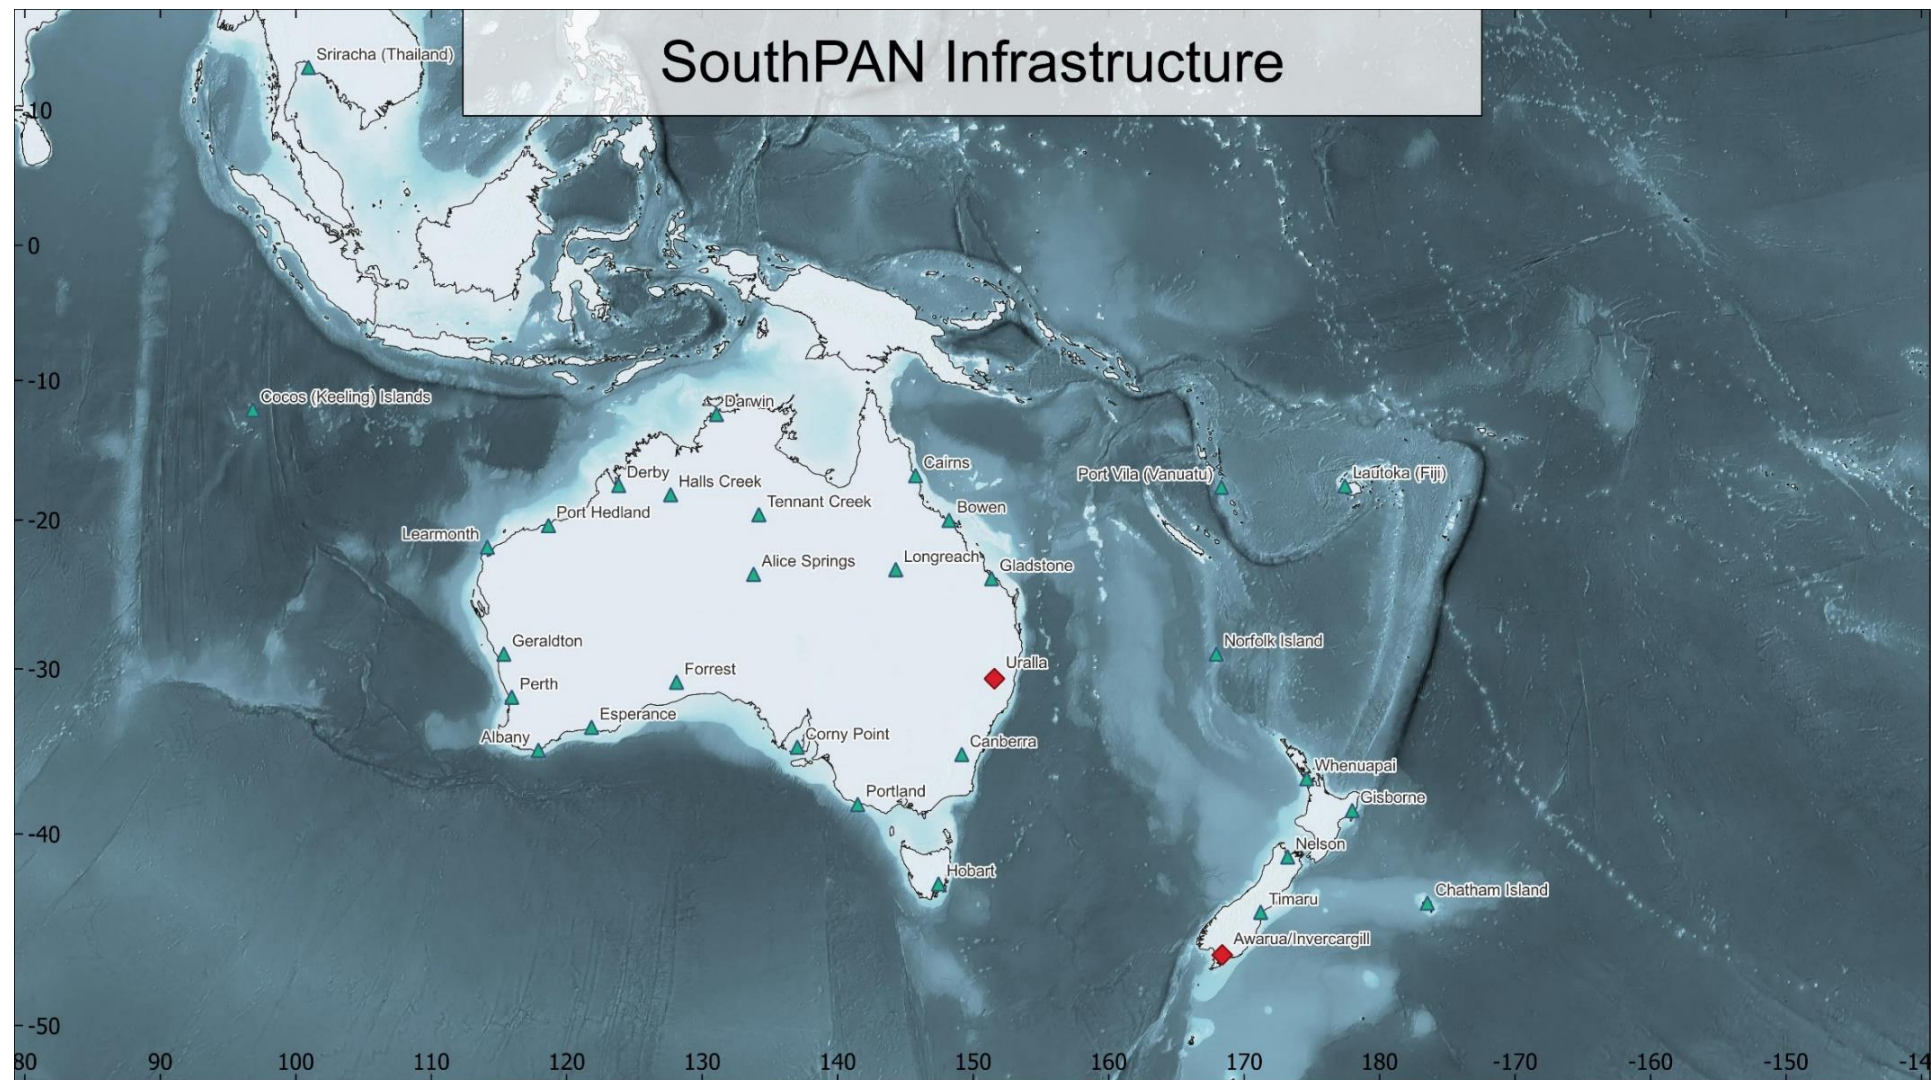 SouthPAN Infrastructure
Sriracha (Thailand)
10
0
-10
Cocos (Keeling) Islands
Darwin
Cairns
Derby
Halls Creek
Port Vila (Vanuatu)
Lautoka (Fiji)
Tennant Creek
Port Hedland
Bowen
-20
Learmonth
Alice Springs
Longreach
Gladstone
Geraldton
Norfolk Island
-30
Forrest
Uralla
Perth
Esperance
Albany
Corny Point
Canberra
Whenuapai
Portland
Gisborne
-40
Nelson
Hobart
Chatham Island
Timaru
Awarua/Invercargill
-50
80 90 100 110 120 130 140 150 160 170 180 -170 -160 -150 -14